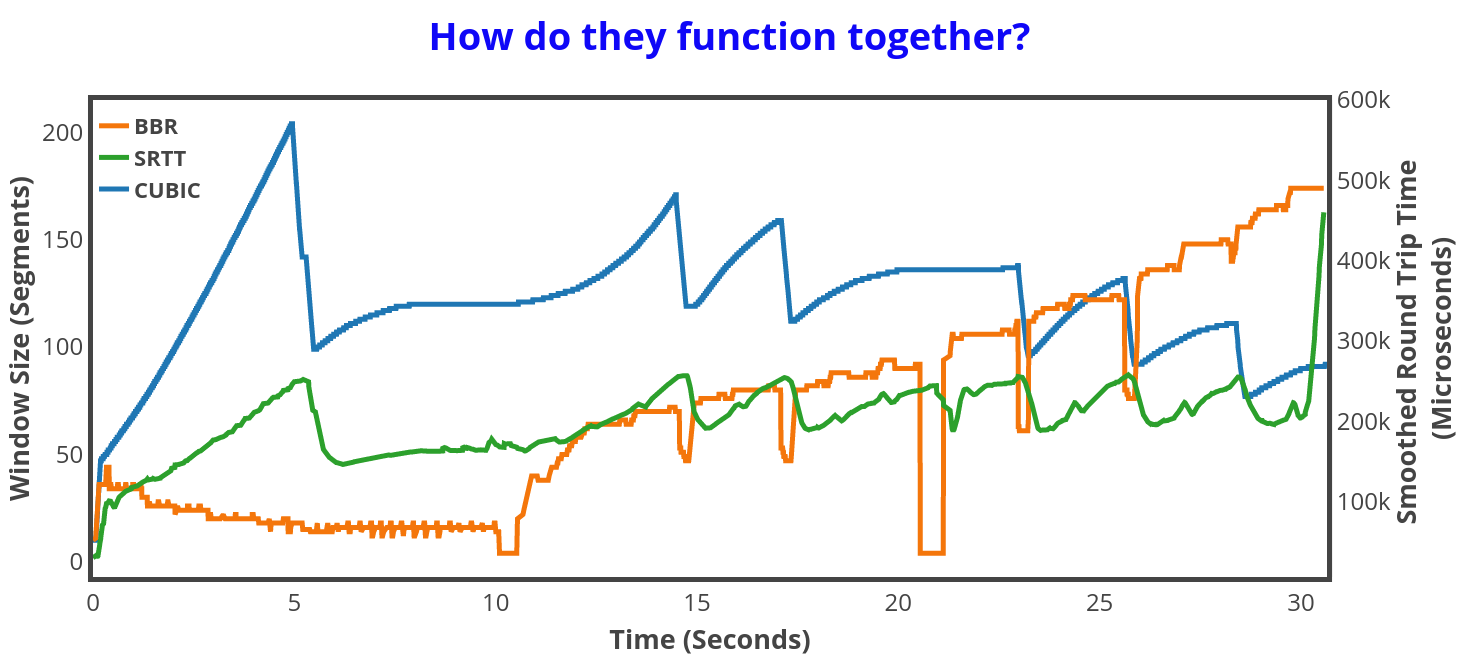 How do they function together?
BBR
SRTT
CUBIC
Window Size (Segments)
200
150
100
50
0
600k
500k
400k
300k
200k
100k
Smoothed Round Trip Time
(Microseconds)
0 5 10 15 20 25 30
Time (Seconds)